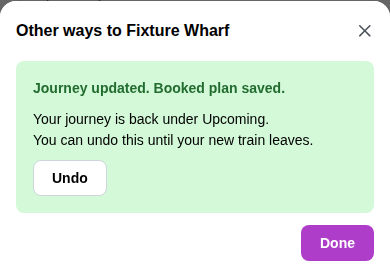 Other ways to Fixture Wharf
Journey updated. Booked plan saved.
Your journey is back under Upcoming.
You can undo this until your new train leaves.
Undo
Done